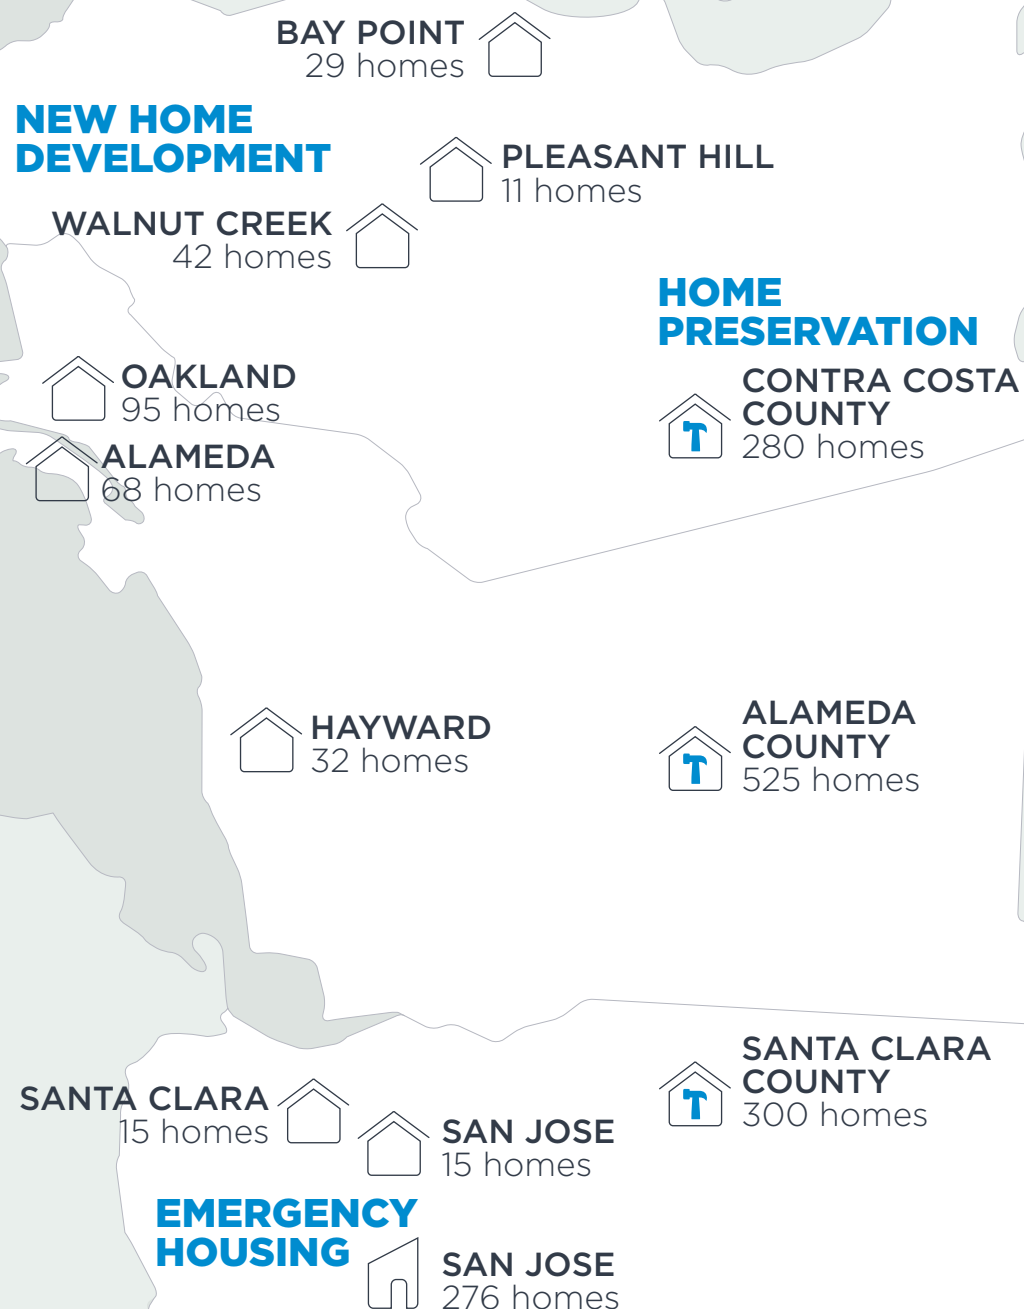 BAY POINT
29 homes
NEW HOME
DEVELOPMENT
PLEASANT HILL
11 homes
WALNUT CREEK
42 homes
HOME
PRESERVATION
OAKLAND
95 homes
CONTRA COSTA
COUNTY
280 homes
ALAMEDA
68 homes
HAYWARD
32 homes
ALAMEDA
COUNTY
525 homes
SANTA CLARA
15 homes
SANTA CLARA
COUNTY
300 homes
SAN JOSE
15 homes
EMERGENCY
HOUSING
SAN JOSE
276 homes